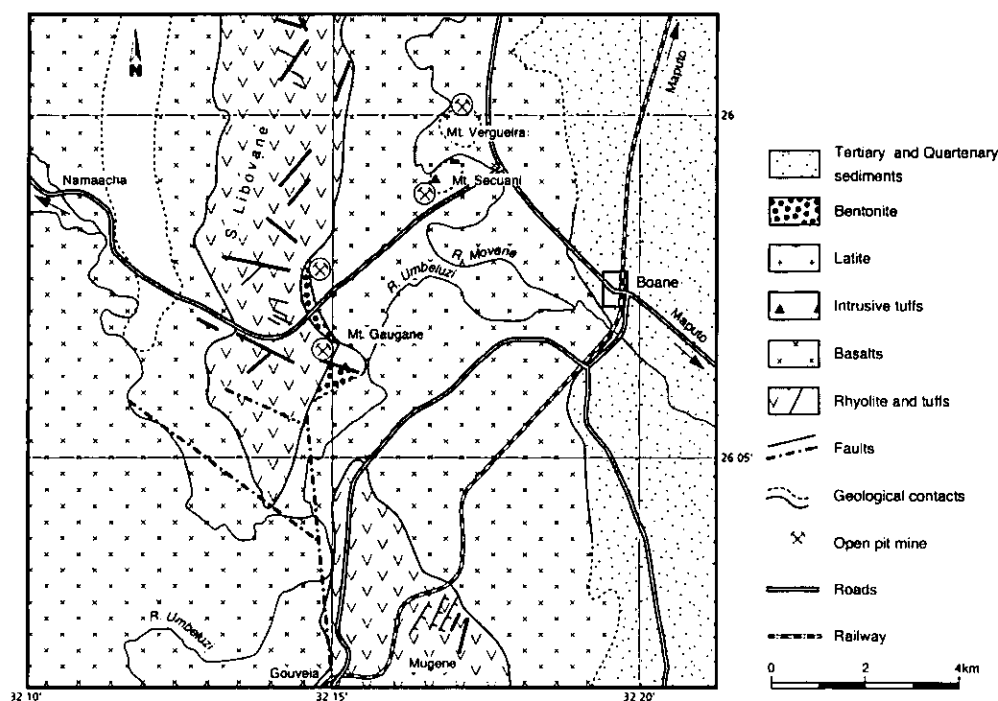 Maputo
26
N
Mt. Vergueira
Namaacha
S. Libovane
Mt. Secuani
R. Movene
R. Umbeluzi
Boane
Maputo
Mt. Gaugane
26 05'
R. Umbeluzi
Gouveia
Mugene
32 10'
32 15'
32 20'
Tertiary and Quartenary
sediments
Bentonite
Latite
Intrusive tuffs
Basalts
Rhyolite and tuffs
Faults
Geological contacts
Open pit mine
Roads
Railway
0 2 4km